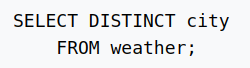 SELECT DISTINCT city
FROM weather;